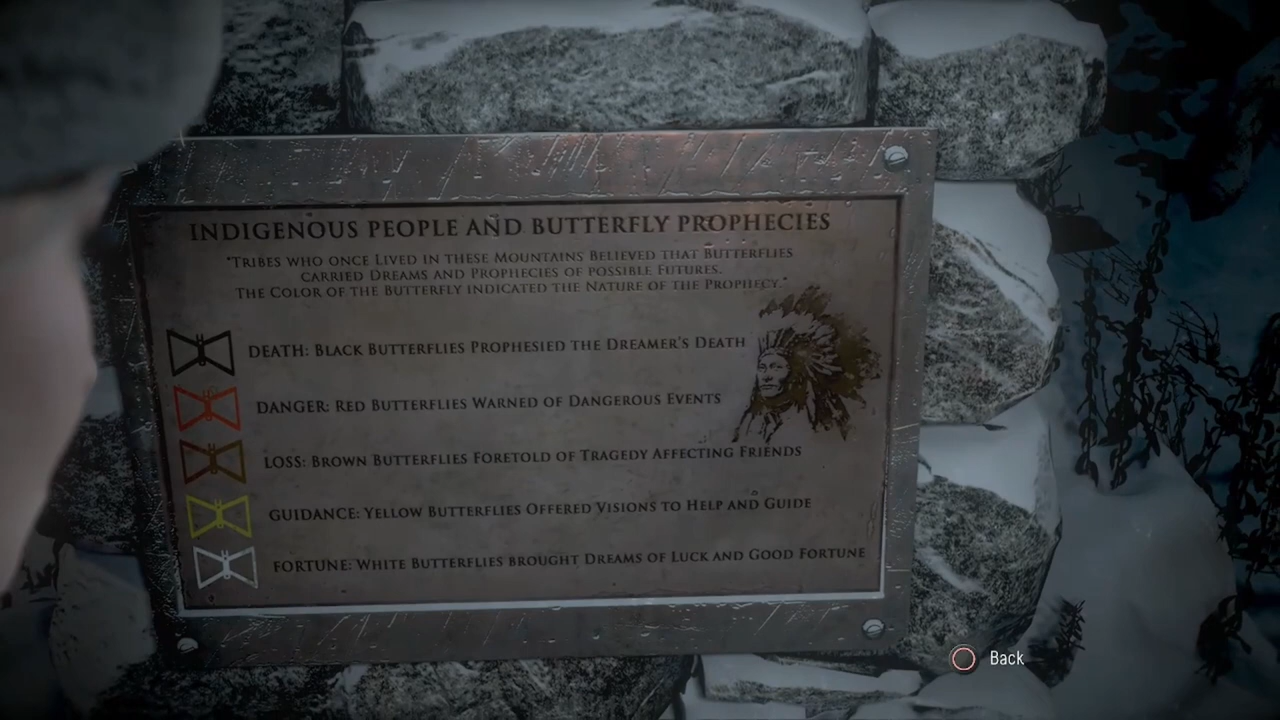 INDIGENOUS PEOPLE AND BUTTERFLY PROPHECIES
"TRIBES WHO ONCE LIVED IN THESE MOUNTAINS BELIEVED THAT BUTTERFLIES
CARRIED DREAMS AND PROPHECIES OF POSSIBLE FUTURES.
THE COLOR OF THE BUTTERFLY INDICATED THE NATURE OF THE PROPHECY."
DEATH: BLACK BUTTERFLIES PROPHESIED THE DREAMER'S DEATH
DANGER: RED BUTTERFLIES WARNED OF DANGEROUS EVENTS
LOSS: BROWN BUTTERFLIES FORETOLD OF TRAGEDY AFFECTING FRIENDS
GUIDANCE: YELLOW BUTTERFLIES OFFERED VISIONS TO HELP AND GUIDE
FORTUNE: WHITE BUTTERFLIES BROUGHT DREAMS OF LUCK AND GOOD FORTUNE
Back